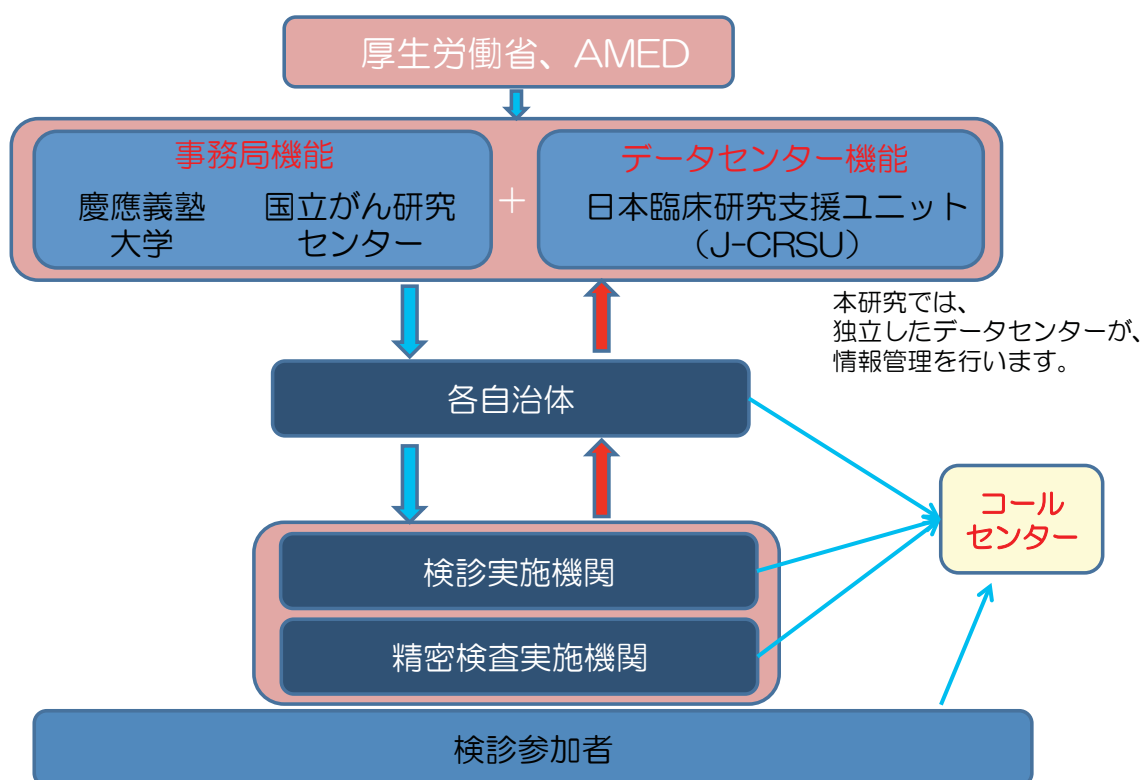 厚生労働省、AMED
事務局機能
慶應義塾
大学
国立がん研究
センター
+
データセンター機能
日本臨床研究支援ユニット
(J-CRSU)
本研究では、
独立したデータセンターが、
情報管理を行います。
各自治体
コール
センター
検診実施機関
精密検査実施機関
検診参加者